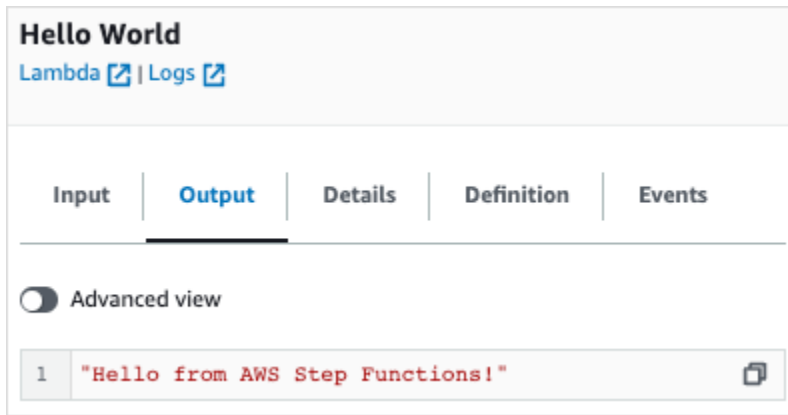 Hello World
Lambda | Logs
Input Output Details Definition Events
Advanced view
1 "Hello from AWS Step Functions!"